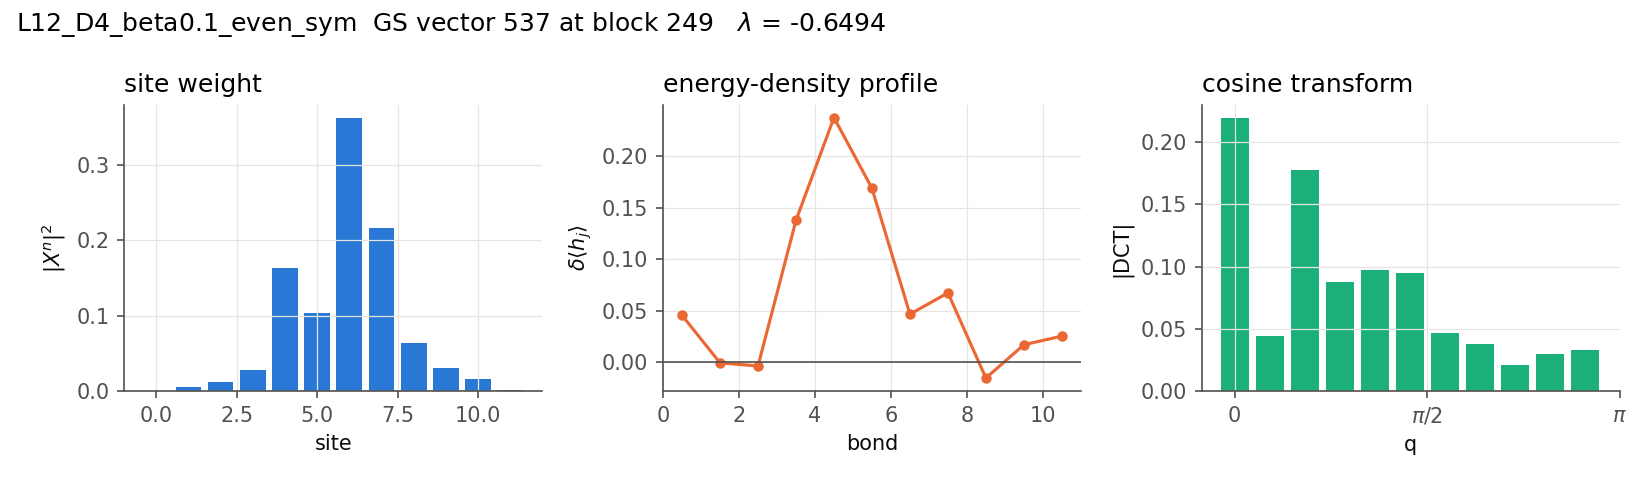 L12_D4_beta0.1_even_sym  GS vector 537 at block 249   λ = -0.6494
site weight
|Xⁿ|²
0.3
0.2
0.1
0.0
0.0 2.5 5.0 7.5 10.0
site
energy-density profile
δ⟨h_j⟩
0.20
0.15
0.10
0.05
0.00
0 2 4 6 8 10
bond
cosine transform
|DCT|
0.20
0.15
0.10
0.05
0.00
0 π/2 π
q